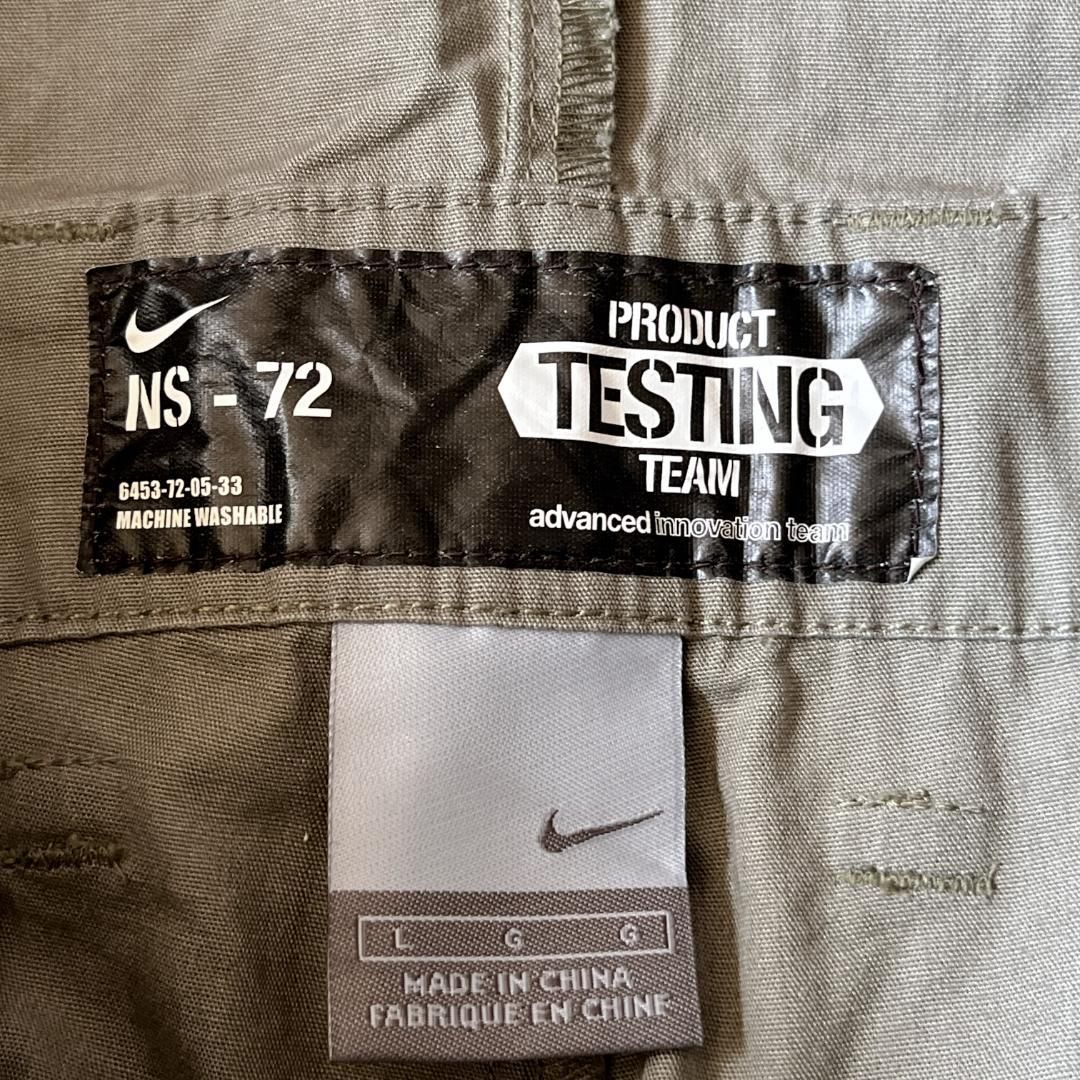 NS - 72
6453-72-05-33
MACHINE WASHABLE
PRODUCT
TESTING
TEAM
advanced innovation team
L G G
MADE IN CHINA
FABRIQUE EN CHINE